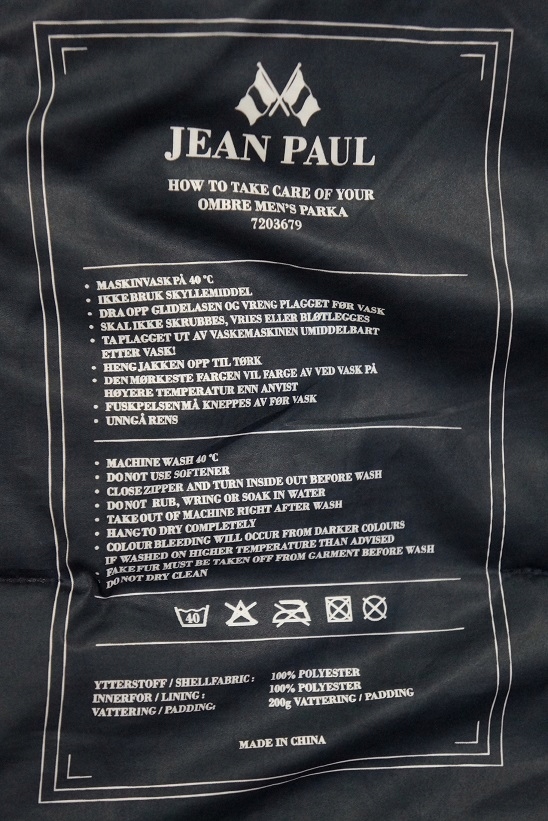 JEAN PAUL
HOW TO TAKE CARE OF YOUR
OMBRE MEN'S PARKA
7203679
• MASKINVASK PÅ 40 °C
• IKKE BRUK SKYLLEMIDDEL
• DRA OPP GLIDELASEN OG VRENG PLAGGET FØR VASK
• SKAL IKKE SKRUBBES, VRIES ELLER BLØTLEGGES
• TA PLAGGET UT AV VASKEMASKINEN UMIDDELBART
ETTER VASK!
• HENG JAKKEN OPP TIL TØRK
• DEN MØRKESTE FARGEN VIL FARGE AV VED VASK PÅ
HØYERE TEMPERATUR ENN ANVIST
• FUSKPELSEN MÅ KNEPPES AV FØR VASK
• UNNGÅ RENS
• MACHINE WASH 40 °C
• DO NOT USE SOFTENER
• CLOSE ZIPPER AND TURN INSIDE OUT BEFORE WASH
• DO NOT RUB, WRING OR SOAK IN WATER
• TAKE OUT OF MACHINE RIGHT AFTER WASH
• HANG TO DRY COMPLETELY
• COLOUR BLEEDING WILL OCCUR FROM DARKER COLOURS
IF WASHED ON HIGHER TEMPERATURE THAN ADVISED
• FAKE FUR MUST BE TAKEN OFF FROM GARMENT BEFORE WASH
• DO NOT DRY CLEAN
40
YTTERSTOFF / SHELLFABRIC : 100% POLYESTER
INNERFOR / LINING : 100% POLYESTER
VATTERING / PADDING: 200g VATTERING / PADDING
MADE IN CHINA